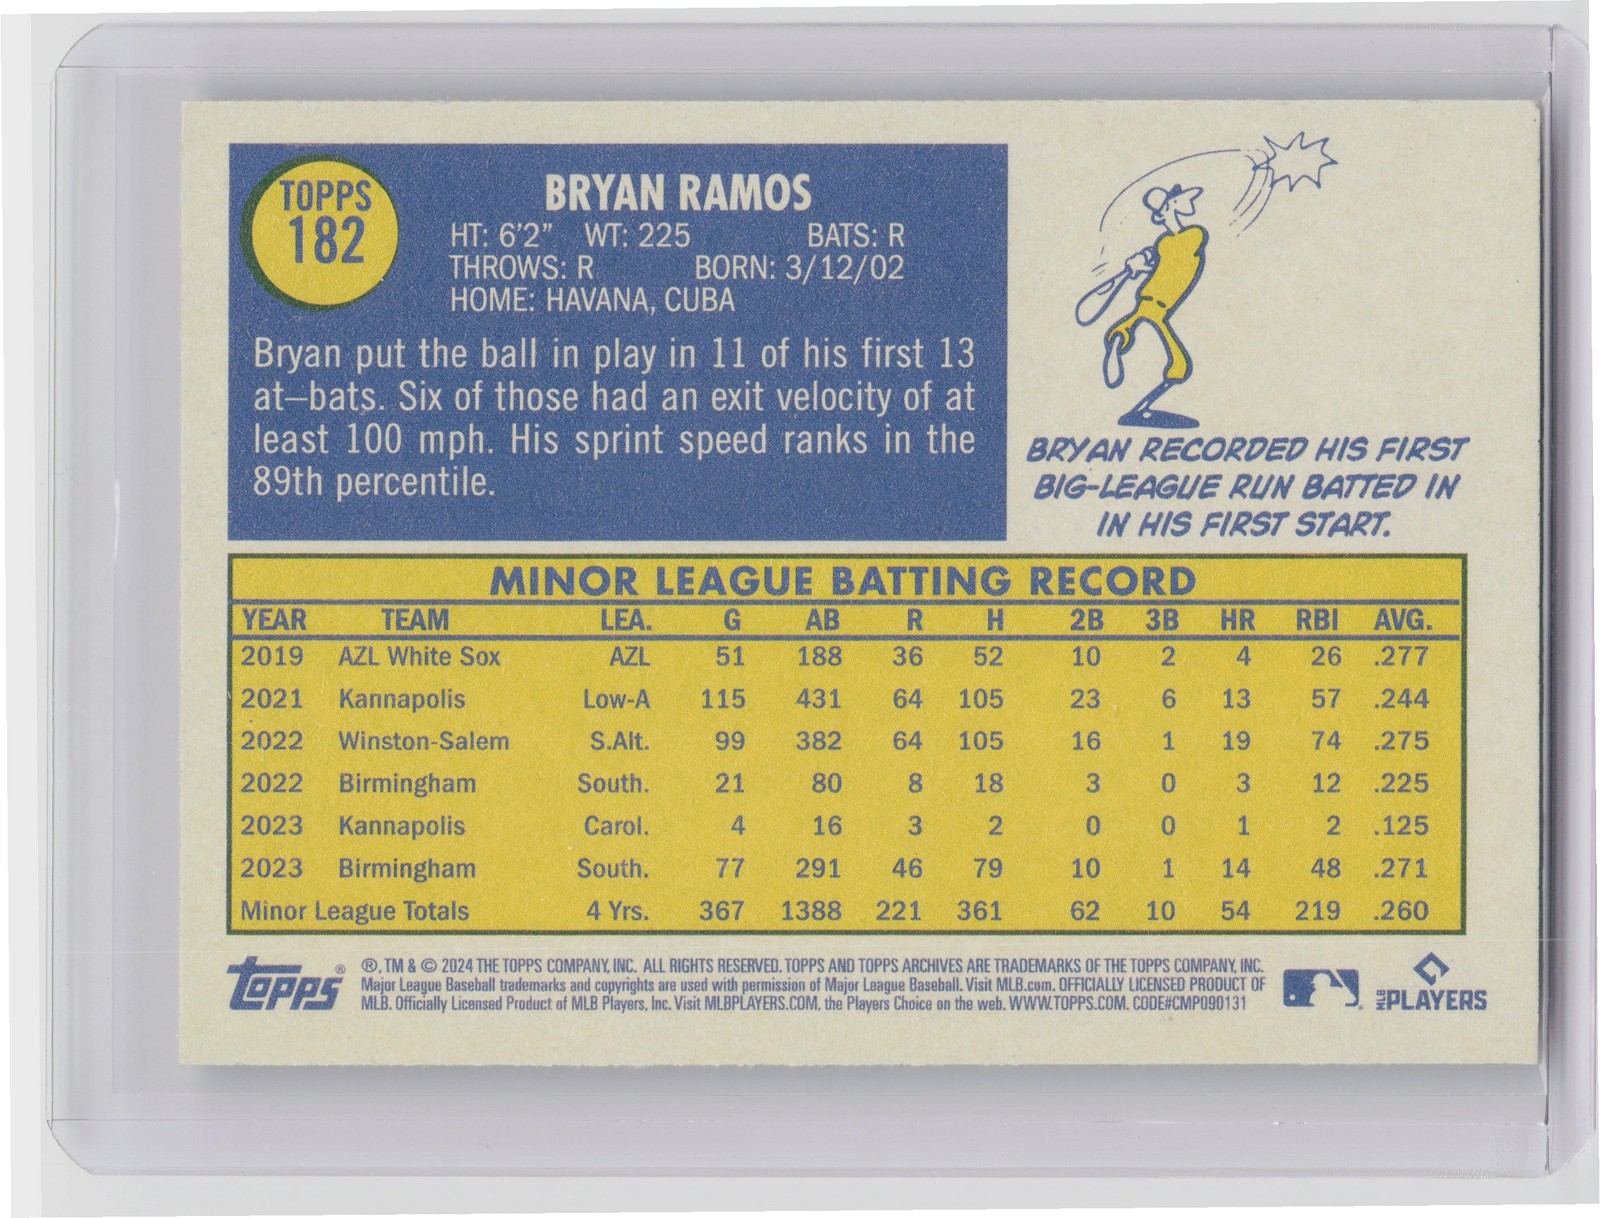 TOPPS
182
BRYAN RAMOS
HT: 6'2" WT: 225 BATS: R
THROWS: R BORN: 3/12/02
HOME: HAVANA, CUBA
Bryan put the ball in play in 11 of his first 13
at–bats. Six of those had an exit velocity of at
least 100 mph. His sprint speed ranks in the
89th percentile.
BRYAN RECORDED HIS FIRST
BIG-LEAGUE RUN BATTED IN
IN HIS FIRST START.
MINOR LEAGUE BATTING RECORD
YEAR TEAM LEA. G AB R H 2B 3B HR RBI AVG.
2019 AZL White Sox AZL 51 188 36 52 10 2 4 26 .277
2021 Kannapolis Low-A 115 431 64 105 23 6 13 57 .244
2022 Winston-Salem S.Alt. 99 382 64 105 16 1 19 74 .275
2022 Birmingham South. 21 80 8 18 3 0 3 12 .225
2023 Kannapolis Carol. 4 16 3 2 0 0 1 2 .125
2023 Birmingham South. 77 291 46 79 10 1 14 48 .271
Minor League Totals 4 Yrs. 367 1388 221 361 62 10 54 219 .260
topps®
®, TM & © 2024 THE TOPPS COMPANY, INC. ALL RIGHTS RESERVED. TOPPS AND TOPPS ARCHIVES ARE TRADEMARKS OF THE TOPPS COMPANY, INC.
Major League Baseball trademarks and copyrights are used with permission of Major League Baseball. Visit MLB.com. OFFICIALLY LICENSED PRODUCT OF
MLB. Officially Licensed Product of MLB Players, Inc. Visit MLBPLAYERS.COM, the Players Choice on the web. WWW.TOPPS.COM. CODE#CMP090131
MLB PLAYERS